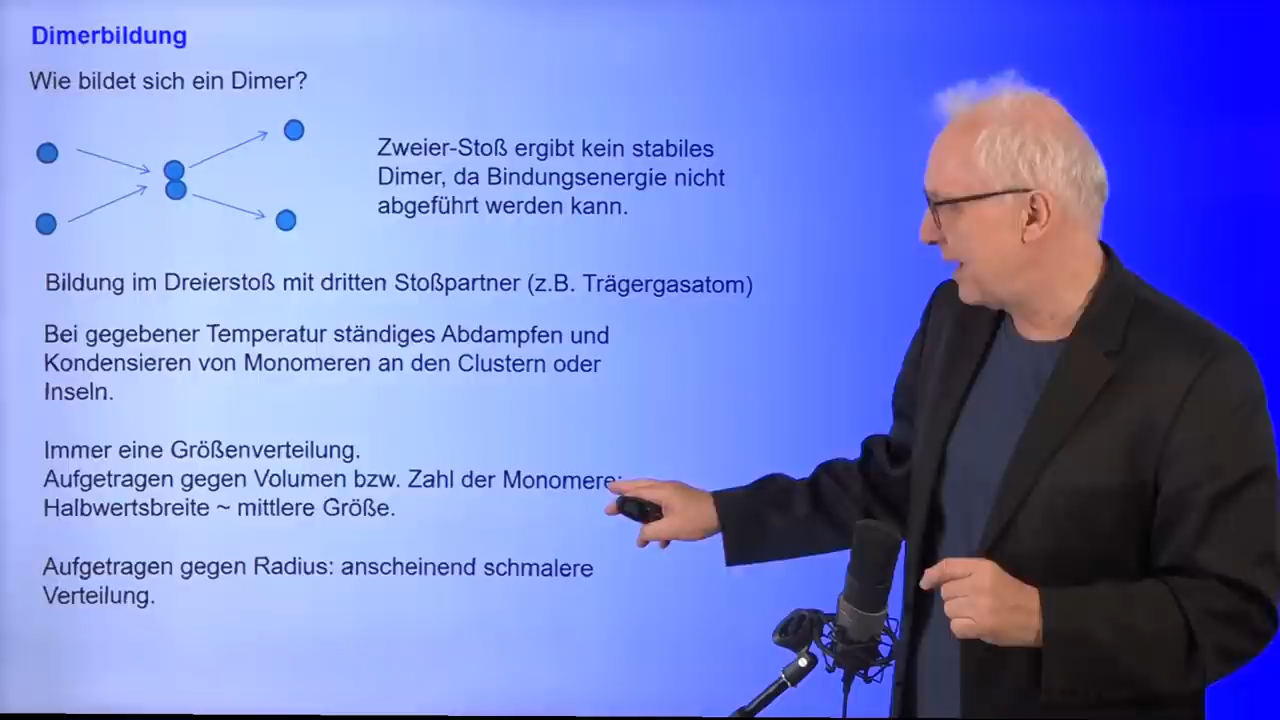 Dimerbildung
Wie bildet sich ein Dimer?
Zweier-Stoß ergibt kein stabiles
Dimer, da Bindungsenergie nicht
abgeführt werden kann.
Bildung im Dreierstoß mit dritten Stoßpartner (z.B. Trägergasatom)
Bei gegebener Temperatur ständiges Abdampfen und
Kondensieren von Monomeren an den Clustern oder
Inseln.
Immer eine Größenverteilung.
Aufgetragen gegen Volumen bzw. Zahl der Monomere:
Halbwertsbreite ~ mittlere Größe.
Aufgetragen gegen Radius: anscheinend schmalere
Verteilung.